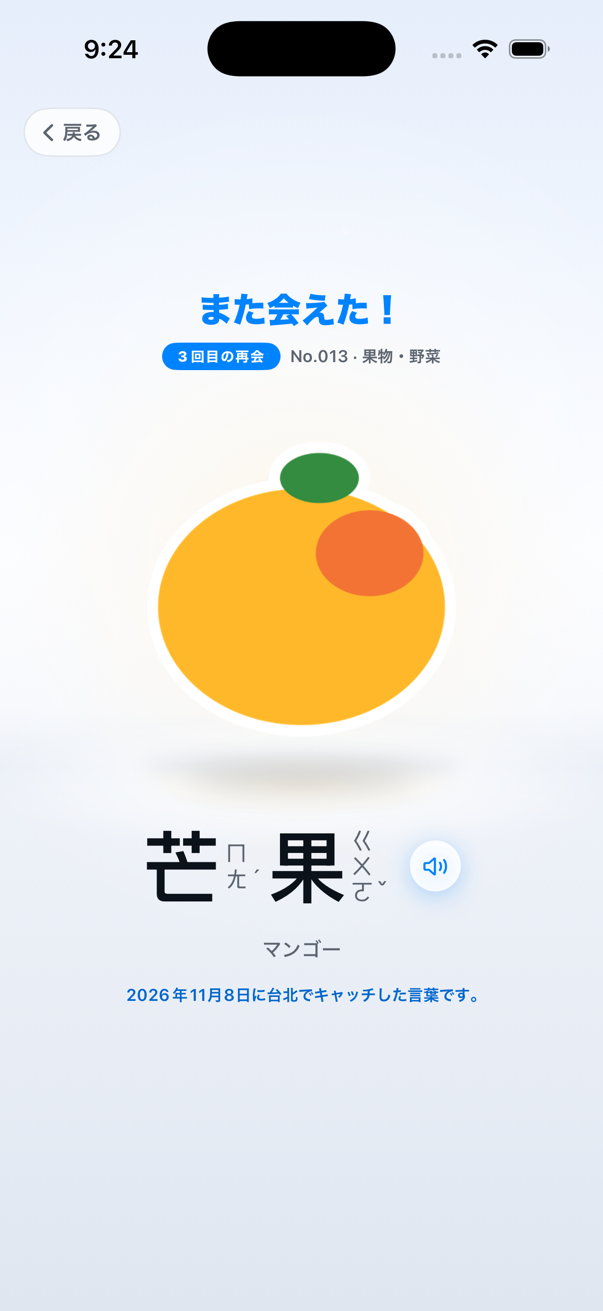 9:24
戻る
また会えた！
3回目の再会 No.013 · 果物・野菜
芒ㄇㄤˊ果ㄍㄨㄛˇ
マンゴー
2026年11月8日に台北でキャッチした言葉です。